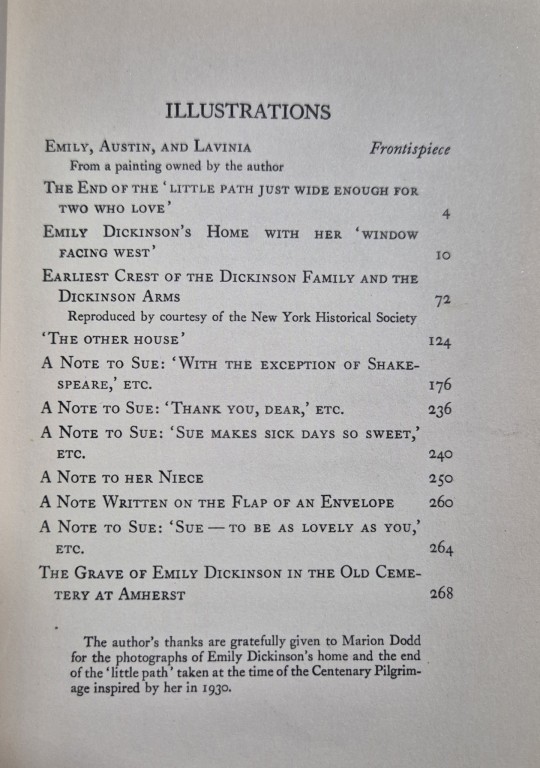 ILLUSTRATIONS
Emily, Austin, and Lavinia Frontispiece
From a painting owned by the author
The End of the ‘little path just wide enough for
two who love’ 4
Emily Dickinson’s Home with her ‘window
facing west’ 10
Earliest Crest of the Dickinson Family and the
Dickinson Arms 72
Reproduced by courtesy of the New York Historical Society
‘The other house’ 124
A Note to Sue: ‘With the exception of Shake-
speare,’ etc. 176
A Note to Sue: ‘Thank you, dear,’ etc. 236
A Note to Sue: ‘Sue makes sick days so sweet,’
etc. 240
A Note to her Niece 250
A Note Written on the Flap of an Envelope 260
A Note to Sue: ‘Sue — to be as lovely as you,’
etc. 264
The Grave of Emily Dickinson in the Old Ceme-
tery at Amherst 268
The author’s thanks are gratefully given to Marion Dodd
for the photographs of Emily Dickinson’s home and the end
of the ‘little path’ taken at the time of the Centenary Pilgrim-
age inspired by her in 1930.